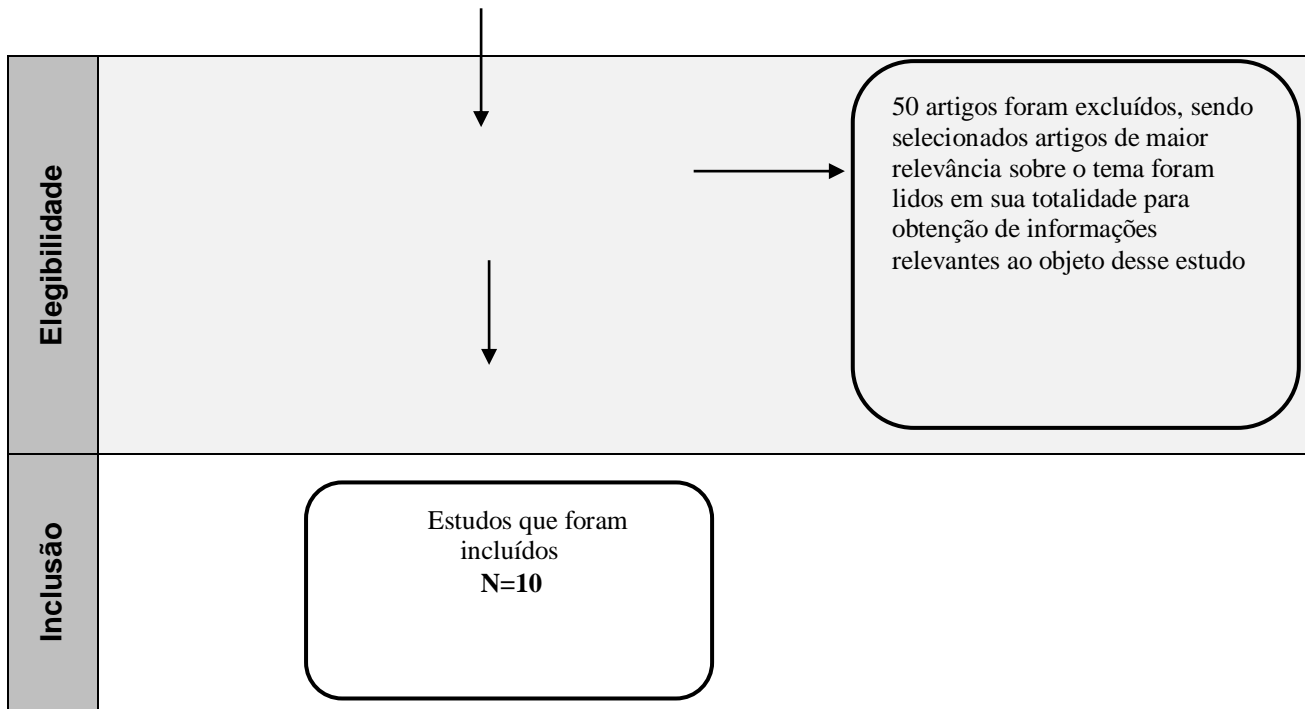 Elegibilidade
50 artigos foram excluídos, sendo
selecionados artigos de maior
relevância sobre o tema foram
lidos em sua totalidade para
obtenção de informações
relevantes ao objeto desse estudo
Inclusão
Estudos que foram
incluídos
N=10